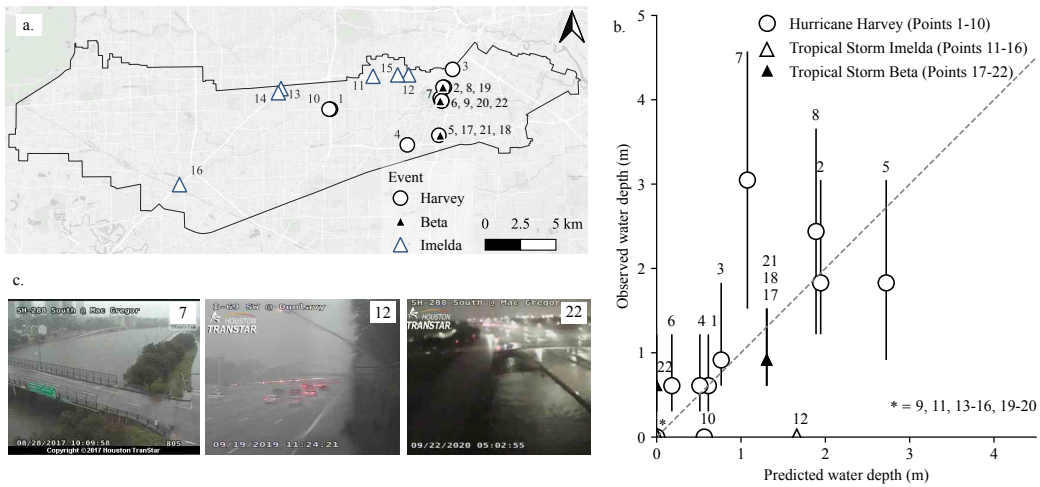 a.
3
15
11
12
2, 8, 19
7
6, 9, 20, 22
14
13
10
1
4
5, 17, 21, 18
16
Event
Harvey
Beta
Imelda
0 2.5 5 km
b.
Hurricane Harvey (Points 1-10)
Tropical Storm Imelda (Points 11-16)
Tropical Storm Beta (Points 17-22)
5
4
3
2
1
0
Observed water depth (m)
7
8
2
5
3
21
18
17
6
4
1
22
10
12
*
* = 9, 11, 13-16, 19-20
0 1 2 3 4
Predicted water depth (m)
c.
SH-288 South @ Mac Gregor
7
08/28/2017 10:09:58 805
Copyright ©2017 Houston TranStar
I-69 SW @ Dunlavy
12
HOUSTON
TRANSTAR
09/19/2019 11:24:21
SH-288 South @ Mac Gregor
22
HOUSTON
TRANSTAR
09/22/2020 05:02:55